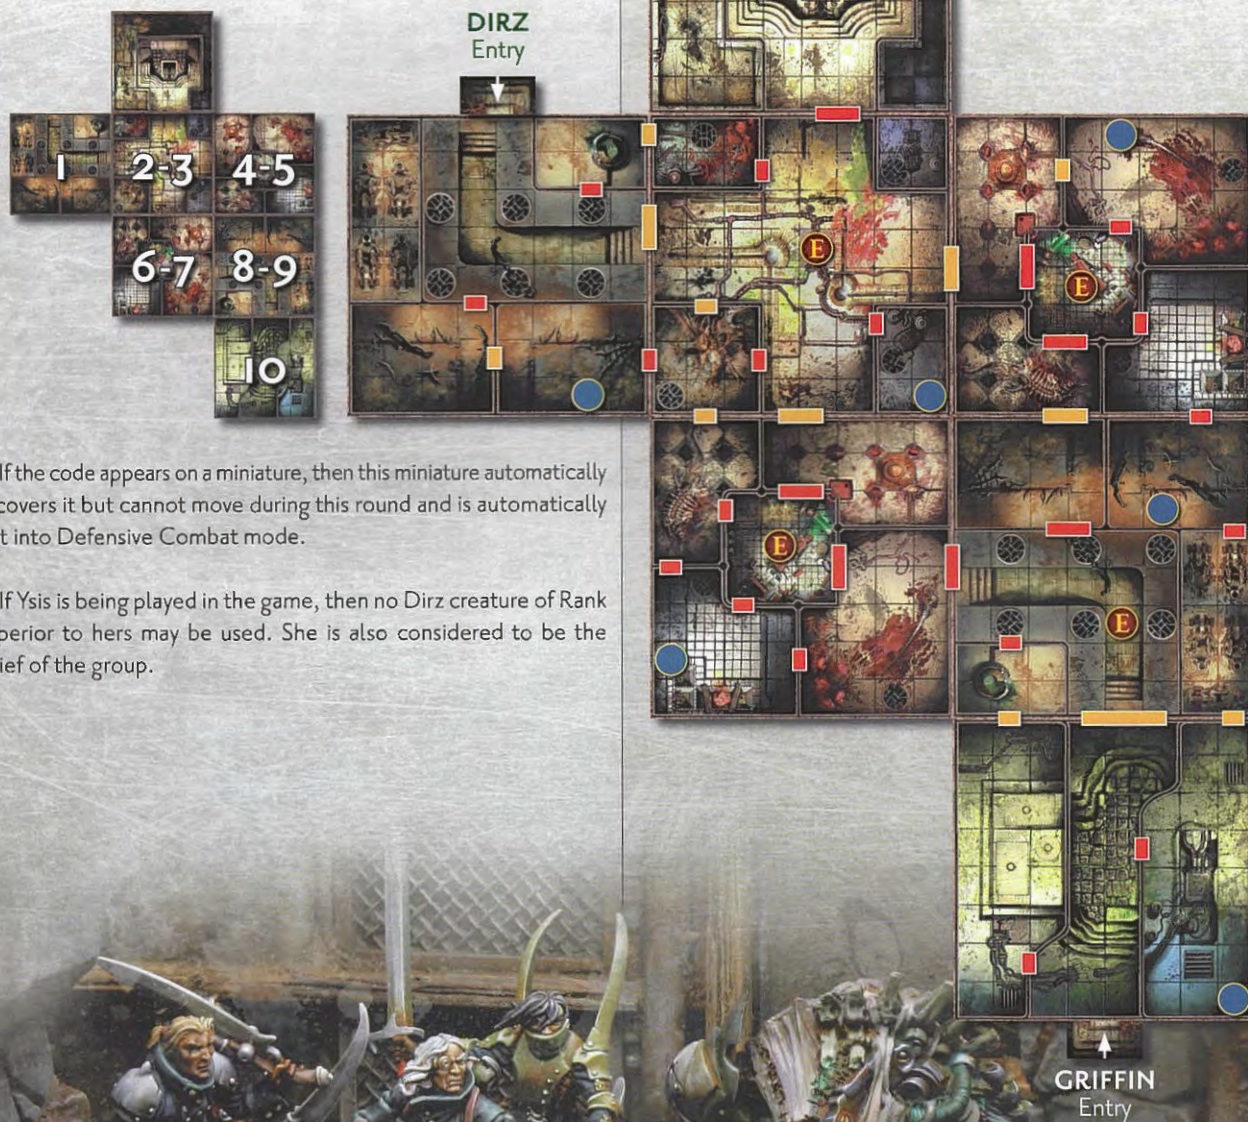 DIRZ
Entry
1
2-3
4-5
6-7
8-9
10
E
E
E
E
If the code appears on a miniature, then this miniature automatically
covers it but cannot move during this round and is automatically
t into Defensive Combat mode.
If Ysis is being played in the game, then no Dirz creature of Rank
perior to hers may be used. She is also considered to be the
ief of the group.
GRIFFIN
Entry